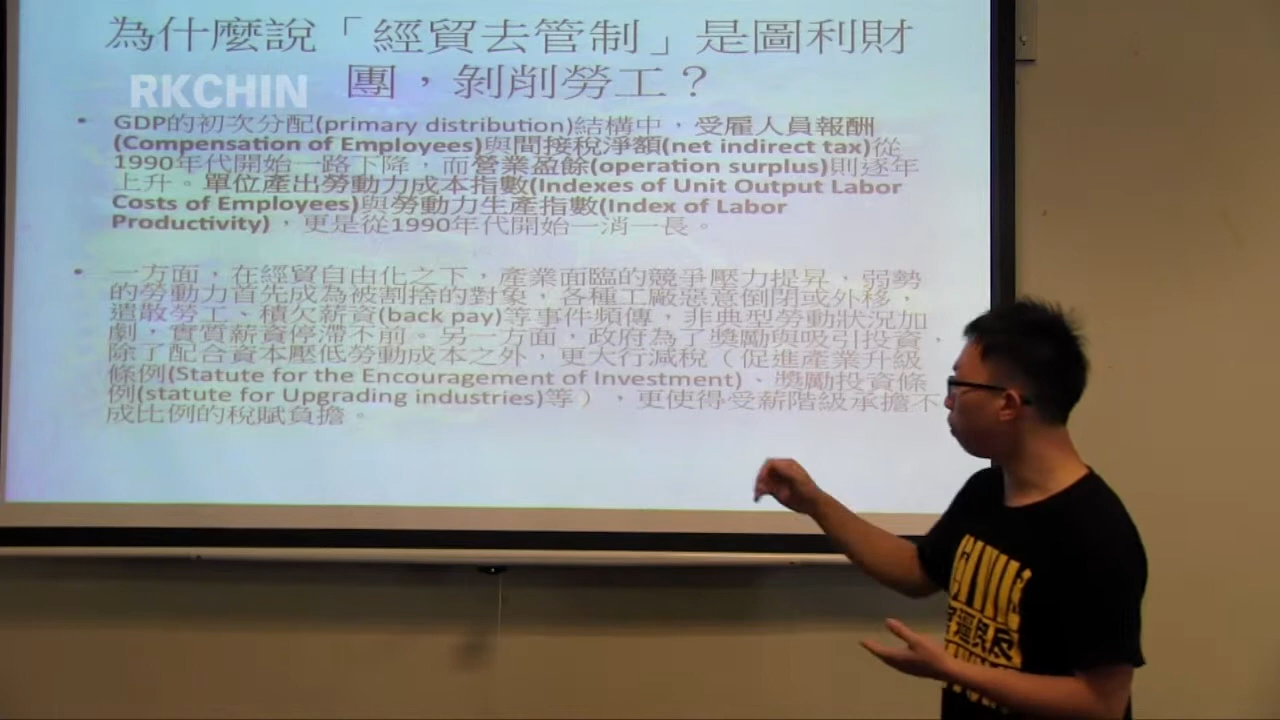 為什麼說「經貿去管制」是圖利財
團，剝削勞工？
RKCHIN
• GDP的初次分配(primary distribution)結構中，受雇人員報酬
(Compensation of Employees)與間接稅淨額(net indirect tax)從
1990年代開始一路下降，而營業盈餘(operation surplus)則逐年
上升。單位產出勞動力成本指數(Indexes of Unit Output Labor
Costs of Employees)與勞動力生產指數(Index of Labor
Productivity)，更是從1990年代開始一消一長。
• 一方面，在經貿自由化之下，產業面臨的競爭壓力提昇，弱勢
的勞動力首先成為被割捨的對象，各種工廠惡意倒閉或外移，
遣散勞工、積欠薪資(back pay)等事件頻傳，非典型勞動狀況加
劇，實質薪資停滯不前。另一方面，政府為了獎勵與吸引投資，
除了配合資本壓低勞動成本之外，更大行減稅（促進產業升級
條例(Statute for the Encouragement of Investment)、獎勵投資條
例(statute for Upgrading industries)等），更使得受薪階級承擔不
成比例的稅賦負擔。